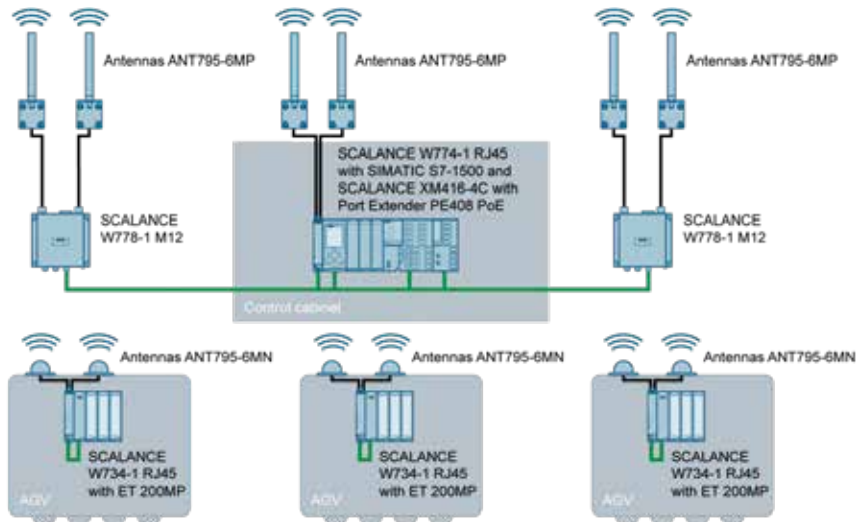 Antennas ANT795-6MP
Antennas ANT795-6MP
Antennas ANT795-6MP
SCALANCE W774-1 RJ45
with SIMATIC S7-1500 and
SCALANCE XM416-4C with
Port Extender PE408 PoE
SCALANCE
W778-1 M12
SCALANCE
W778-1 M12
Control cabinet
Antennas ANT795-6MN
Antennas ANT795-6MN
Antennas ANT795-6MN
SCALANCE
W734-1 RJ45
with ET 200MP
AGV
SCALANCE
W734-1 RJ45
with ET 200MP
AGV
SCALANCE
W734-1 RJ45
with ET 200MP
AGV